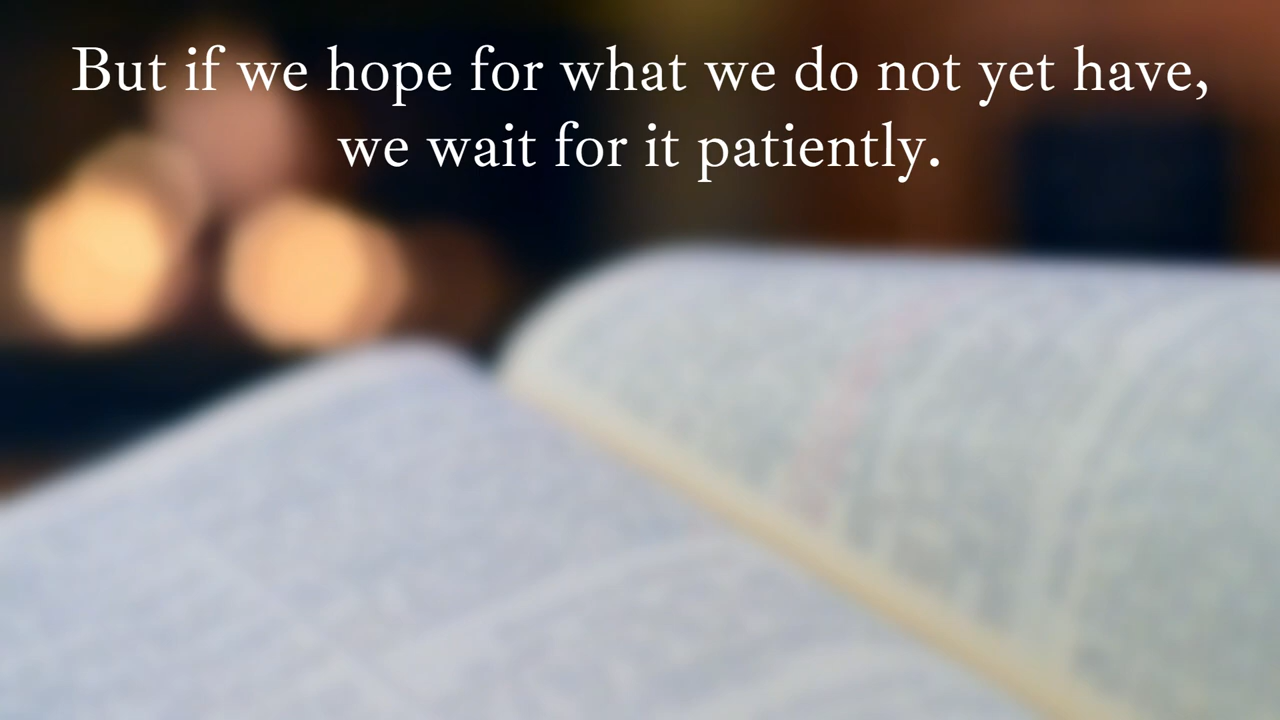 But if we hope for what we do not yet have,
we wait for it patiently.